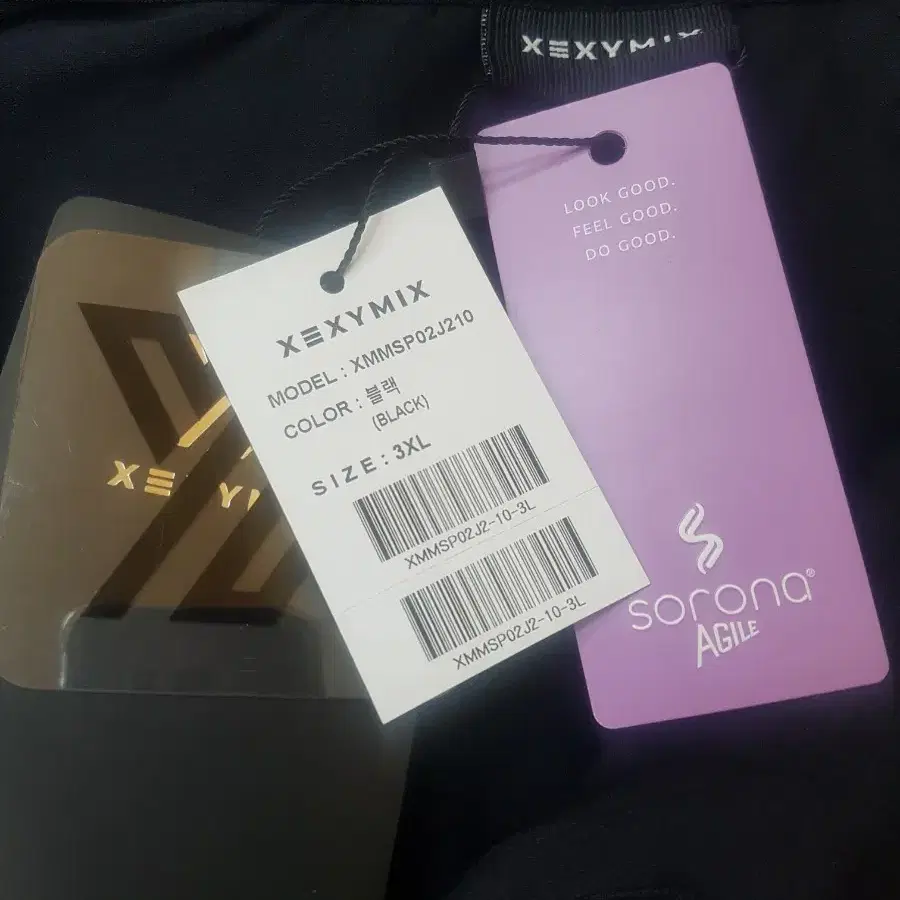 XEXYMIX
LOOK GOOD.
FEEL GOOD.
DO GOOD.
XEXYMIX
MODEL : XMMSP02J210
COLOR : 블랙
(BLACK)
SIZE : 3XL
XMMSP02J2-10-3L
XMMSP02J2-10-3L
sorona®
AGILE